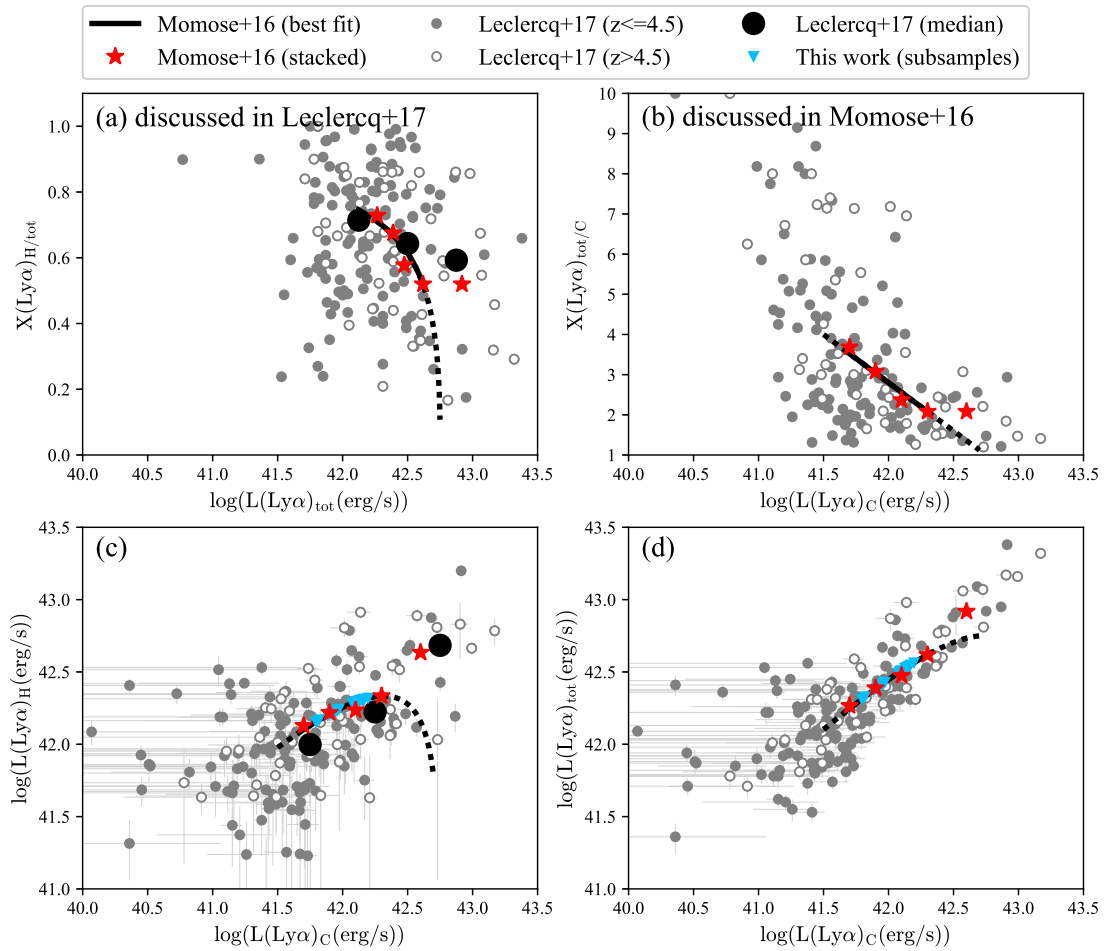 Momose+16 (best fit)
Leclercq+17 (z<=4.5)
Leclercq+17 (median)
Momose+16 (stacked)
Leclercq+17 (z>4.5)
This work (subsamples)
(a) discussed in Leclercq+17
X(Lyα)H/tot
1.0
0.8
0.6
0.4
0.2
0.0
40.0 40.5 41.0 41.5 42.0 42.5 43.0 43.5
log(L(Lyα)tot(erg/s))
(b) discussed in Momose+16
X(Lyα)tot/C
10
9
8
7
6
5
4
3
2
1
40.0 40.5 41.0 41.5 42.0 42.5 43.0 43.5
log(L(Lyα)C(erg/s))
(c)
log(L(Lyα)H(erg/s))
43.5
43.0
42.5
42.0
41.5
41.0
40.0 40.5 41.0 41.5 42.0 42.5 43.0 43.5
log(L(Lyα)C(erg/s))
(d)
log(L(Lyα)tot(erg/s))
43.5
43.0
42.5
42.0
41.5
41.0
40.0 40.5 41.0 41.5 42.0 42.5 43.0 43.5
log(L(Lyα)C(erg/s))